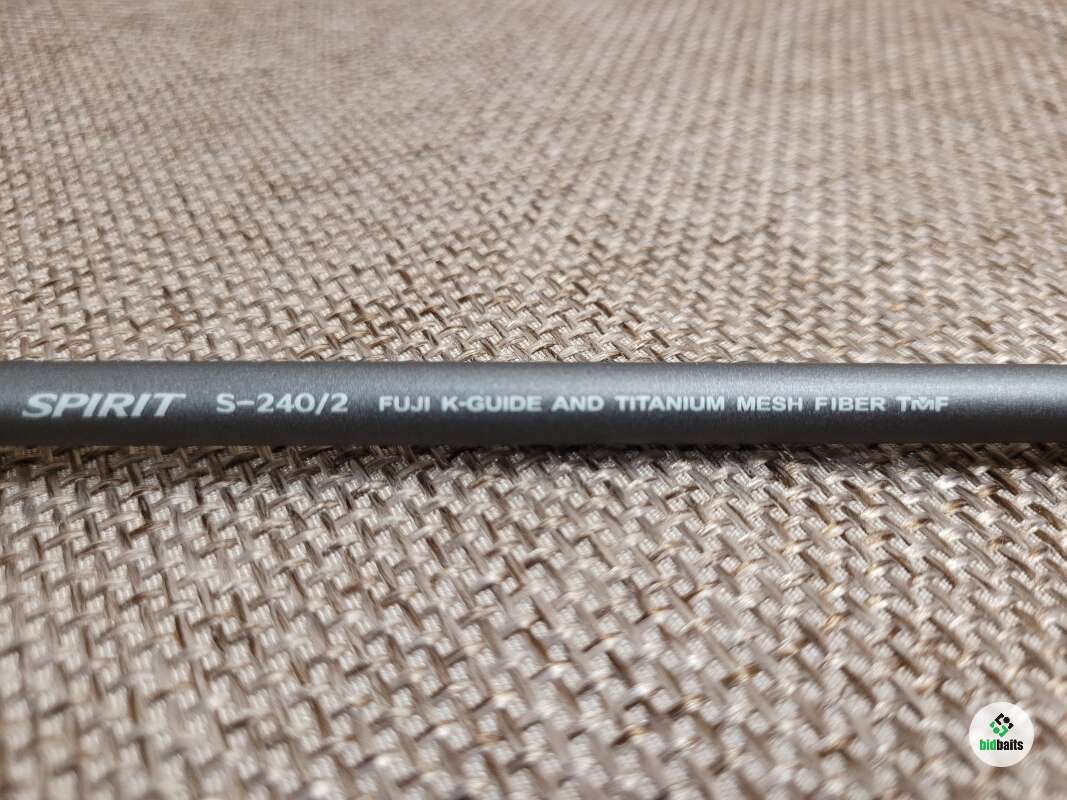 SPIRIT S-240/2 FUJI K-GUIDE AND TITANIUM MESH FIBER TMF
bidbaits